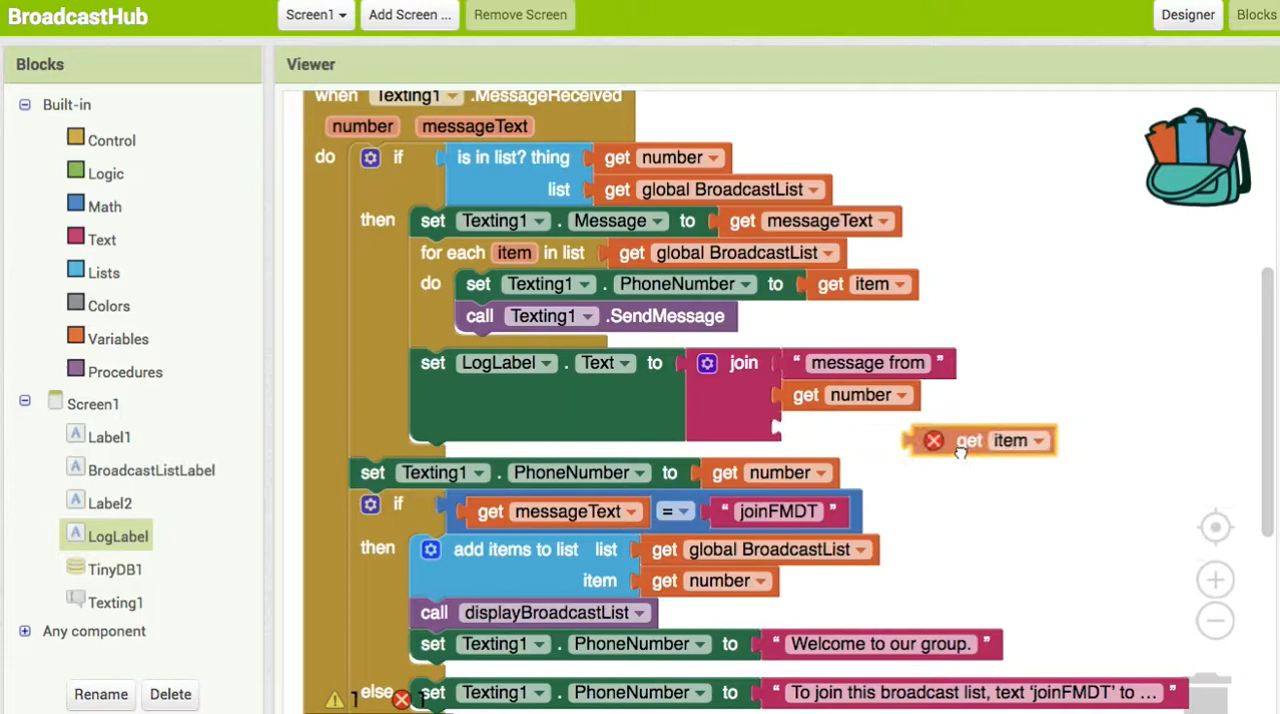 BroadcastHub
Screen1 Add Screen ... Remove Screen Designer Blocks
Blocks
Viewer
Built-in
Control
Logic
Math
Text
Lists
Colors
Variables
Procedures
Screen1
Label1
BroadcastListLabel
Label2
LogLabel
TinyDB1
Texting1
Any component
Rename Delete
when Texting1 .MessageReceived
number messageText
do if is in list? thing get number
list get global BroadcastList
then set Texting1 . Message to get messageText
for each item in list get global BroadcastList
do set Texting1 . PhoneNumber to get item
call Texting1 .SendMessage
set LogLabel . Text to join “ message from ”
get number
get item
set Texting1 . PhoneNumber to get number
if get messageText = “ joinFMDT ”
then add items to list list get global BroadcastList
item get number
call displayBroadcastList
set Texting1 . PhoneNumber to “ Welcome to our group. ”
else set Texting1 . PhoneNumber to “ To join this broadcast list, text ‘joinFMDT’ to ... ”
1 1